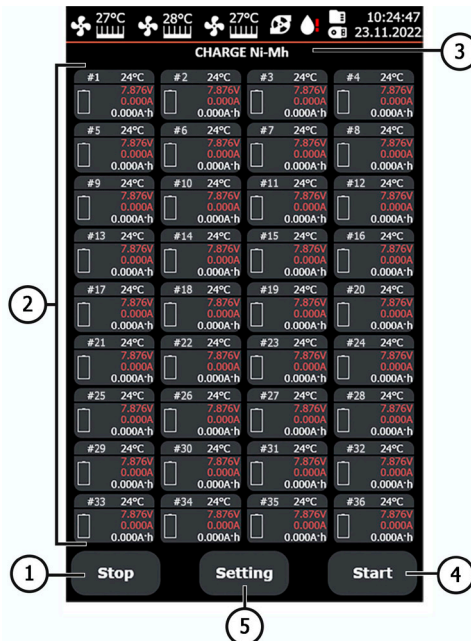 27°C 28°C 27°C 10:24:47
23.11.2022
CHARGE Ni-Mh
3
#1 24°C #2 24°C #3 24°C #4 24°C
7.876V 7.876V 7.876V 7.876V
0.000A 0.000A 0.000A 0.000A
0.000A·h 0.000A·h 0.000A·h 0.000A·h
#5 24°C #6 24°C #7 24°C #8 24°C
7.876V 7.876V 7.876V 7.876V
0.000A 0.000A 0.000A 0.000A
0.000A·h 0.000A·h 0.000A·h 0.000A·h
#9 24°C #10 24°C #11 24°C #12 24°C
7.876V 7.876V 7.876V 7.876V
0.000A 0.000A 0.000A 0.000A
0.000A·h 0.000A·h 0.000A·h 0.000A·h
#13 24°C #14 24°C #15 24°C #16 24°C
7.876V 7.876V 7.876V 7.876V
0.000A 0.000A 0.000A 0.000A
0.000A·h 0.000A·h 0.000A·h 0.000A·h
2
#17 24°C #18 24°C #19 24°C #20 24°C
7.876V 7.876V 7.876V 7.876V
0.000A 0.000A 0.000A 0.000A
0.000A·h 0.000A·h 0.000A·h 0.000A·h
#21 24°C #22 24°C #23 24°C #24 24°C
7.876V 7.876V 7.876V 7.876V
0.000A 0.000A 0.000A 0.000A
0.000A·h 0.000A·h 0.000A·h 0.000A·h
#25 24°C #26 24°C #27 24°C #28 24°C
7.876V 7.876V 7.876V 7.876V
0.000A 0.000A 0.000A 0.000A
0.000A·h 0.000A·h 0.000A·h 0.000A·h
#29 24°C #30 24°C #31 24°C #32 24°C
7.876V 7.876V 7.876V 7.876V
0.000A 0.000A 0.000A 0.000A
0.000A·h 0.000A·h 0.000A·h 0.000A·h
#33 24°C #34 24°C #35 24°C #36 24°C
7.876V 7.876V 7.876V 7.876V
0.000A 0.000A 0.000A 0.000A
0.000A·h 0.000A·h 0.000A·h 0.000A·h
1 Stop Setting Start 4
5